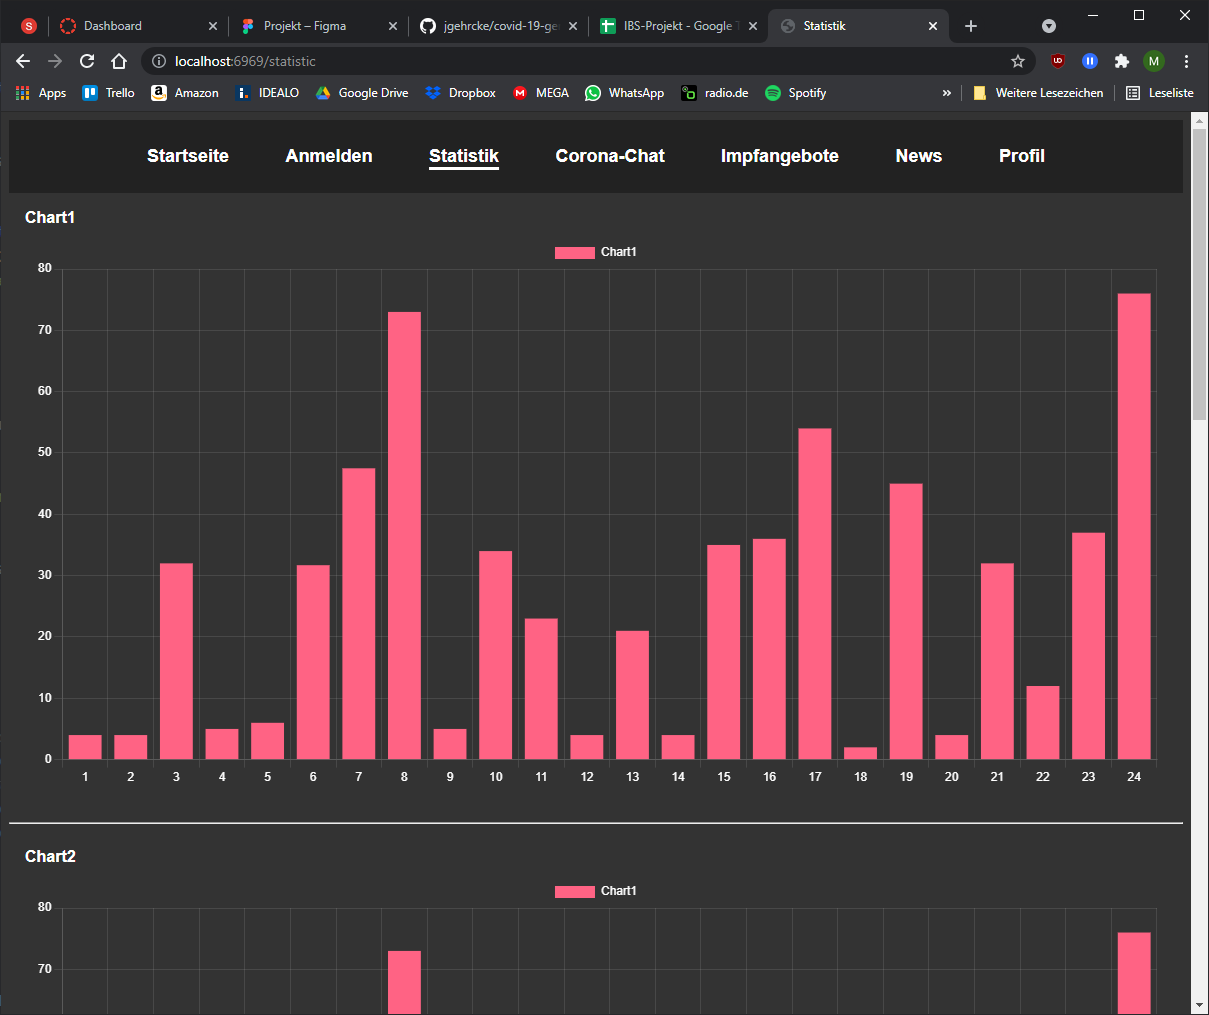 S Dashboard Projekt – Figma jgehrcke/covid-19-ge IBS-Projekt - Google T Statistik
localhost:6969/statistic UD M
Apps Trello a Amazon i. IDEALO Google Drive Dropbox M MEGA WhatsApp radio.de Spotify » Weitere Lesezeichen Leseliste
Startseite Anmelden Statistik Corona-Chat Impfangebote News Profil
Chart1
Chart1
80
70
60
50
40
30
20
10
0
1 2 3 4 5 6 7 8 9 10 11 12 13 14 15 16 17 18 19 20 21 22 23 24
Chart2
Chart1
80
70